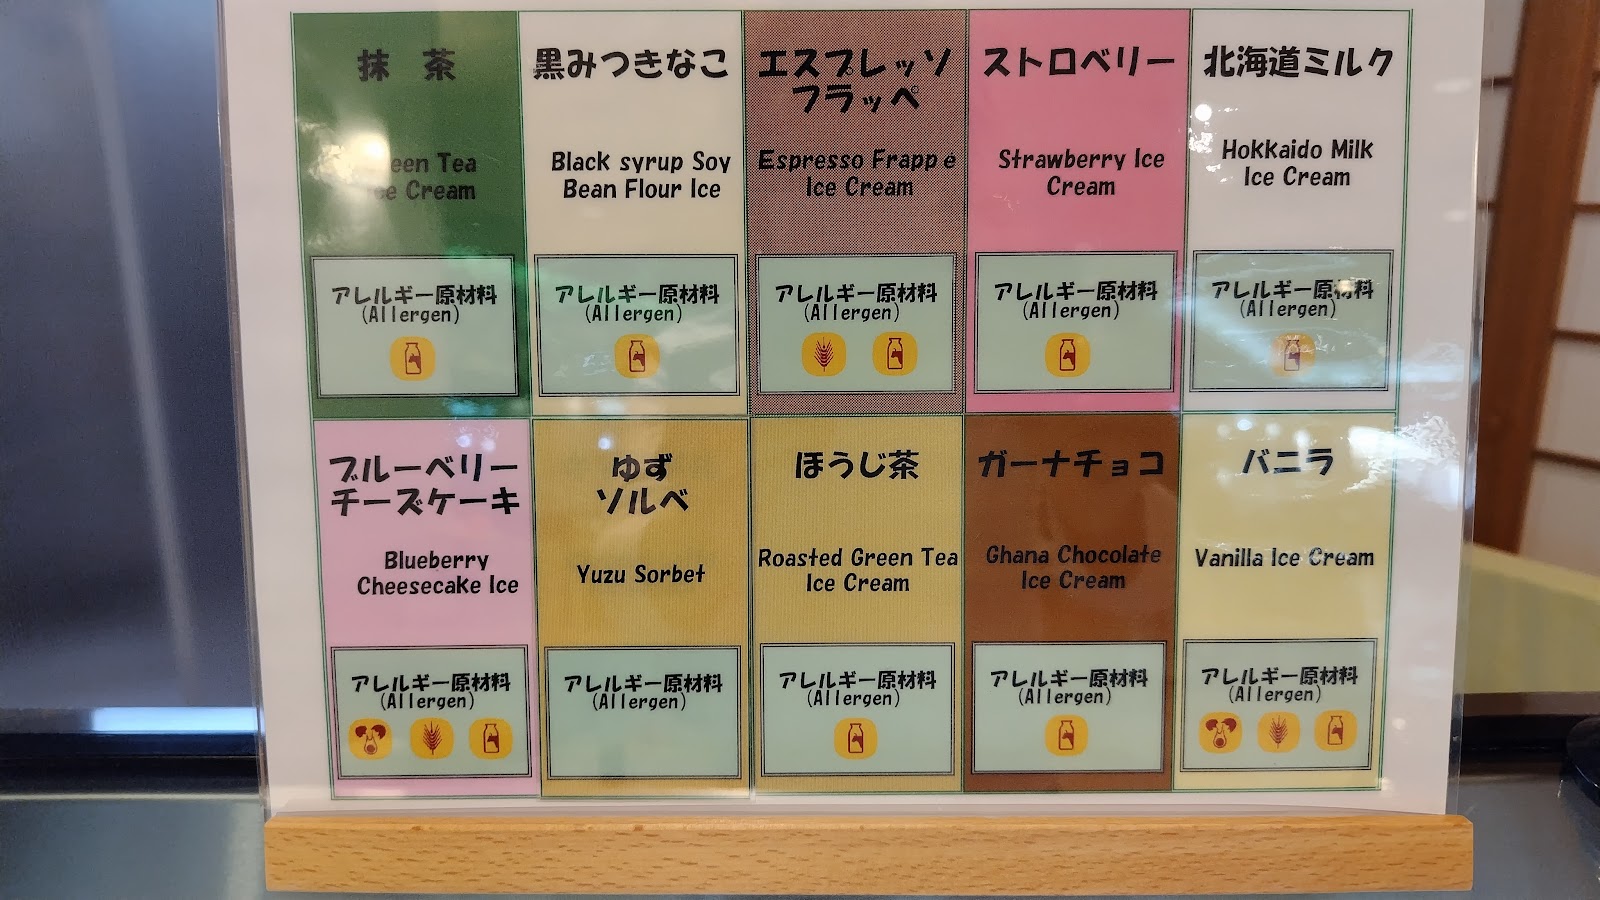 抹 茶
een Tea
e Cream
アレルギー原材料
(Allergen)
黒みつきなこ
Black syrup Soy
Bean Flour Ice
アレルギー原材料
(Allergen)
エスプレッソ
フラッペ
Espresso Frappé
Ice Cream
アレルギー原材料
(Allergen)
ストロベリー
Strawberry Ice
Cream
アレルギー原材料
(Allergen)
北海道ミルク
Hokkaido Milk
Ice Cream
アレルギー原材料
(Allergen)
ブルーベリー
チーズケーキ
Blueberry
Cheesecake Ice
アレルギー原材料
(Allergen)
ゆず
ソルベ
Yuzu Sorbet
アレルギー原材料
(Allergen)
ほうじ茶
Roasted Green Tea
Ice Cream
アレルギー原材料
(Allergen)
ガーナチョコ
Ghana Chocolate
Ice Cream
アレルギー原材料
(Allergen)
バニラ
Vanilla Ice Cream
アレルギー原材料
(Allergen)